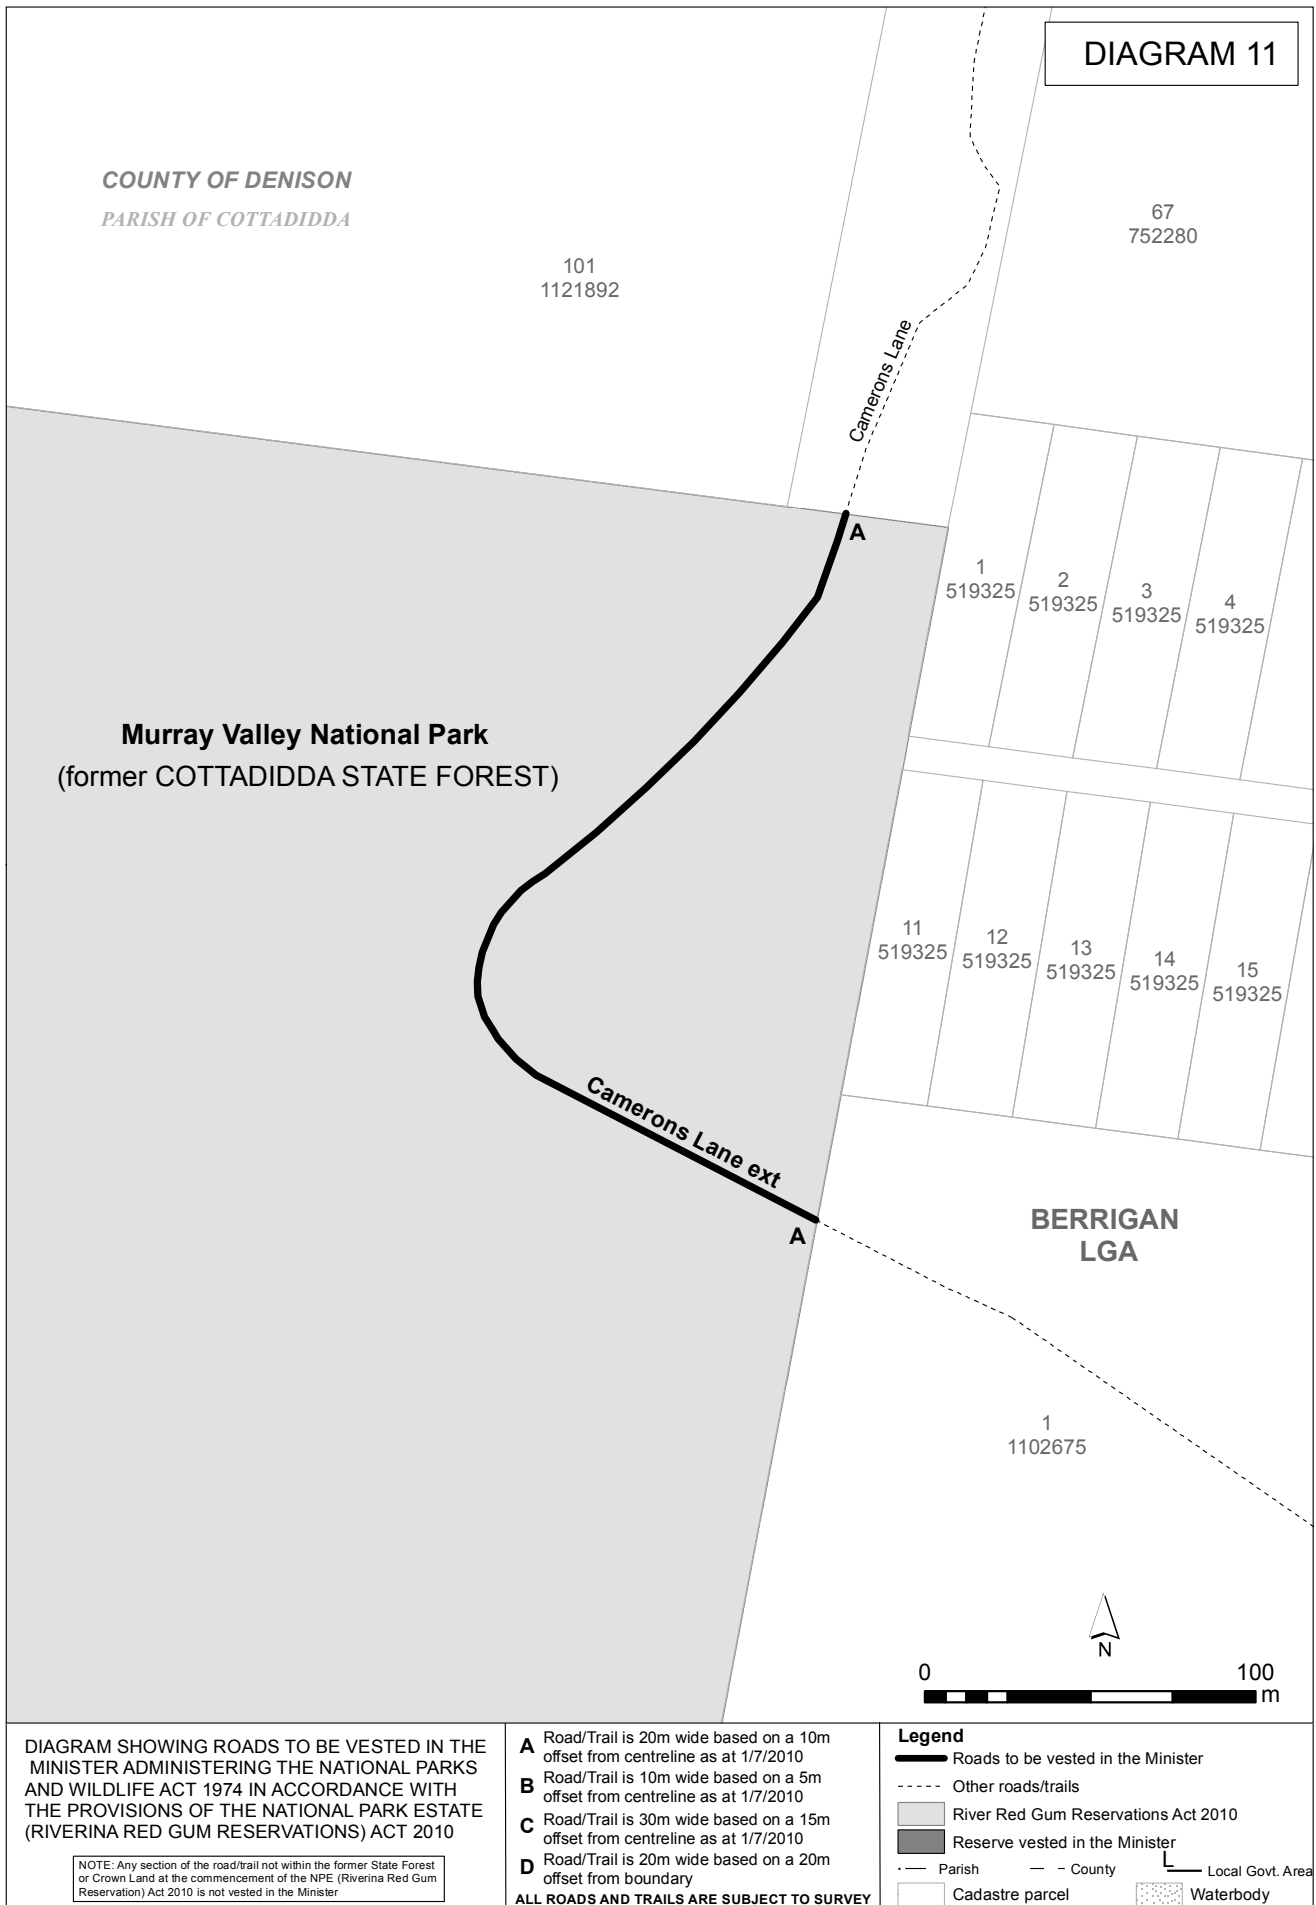 DIAGRAM 11
COUNTY OF DENISON
PARISH OF COTTADIDDA
101
1121892
67
752280
Camerons Lane
A
1
519325
2
519325
3
519325
4
519325
Murray Valley National Park
(former COTTADIDDA STATE FOREST)
11
519325
12
519325
13
519325
14
519325
15
519325
Camerons Lane ext
A
BERRIGAN
LGA
1
1102675
N
0 100
m
DIAGRAM SHOWING ROADS TO BE VESTED IN THE
MINISTER ADMINISTERING THE NATIONAL PARKS
AND WILDLIFE ACT 1974 IN ACCORDANCE WITH
THE PROVISIONS OF THE NATIONAL PARK ESTATE
(RIVERINA RED GUM RESERVATIONS) ACT 2010
NOTE: Any section of the road/trail not within the former State Forest
or Crown Land at the commencement of the NPE (Riverina Red Gum
Reservation) Act 2010 is not vested in the Minister
A Road/Trail is 20m wide based on a 10m
offset from centreline as at 1/7/2010
B Road/Trail is 10m wide based on a 5m
offset from centreline as at 1/7/2010
C Road/Trail is 30m wide based on a 15m
offset from centreline as at 1/7/2010
D Road/Trail is 20m wide based on a 20m
offset from boundary
ALL ROADS AND TRAILS ARE SUBJECT TO SURVEY
Legend
Roads to be vested in the Minister
Other roads/trails
River Red Gum Reservations Act 2010
Reserve vested in the Minister
Parish County Local Govt. Area
Cadastre parcel Waterbody